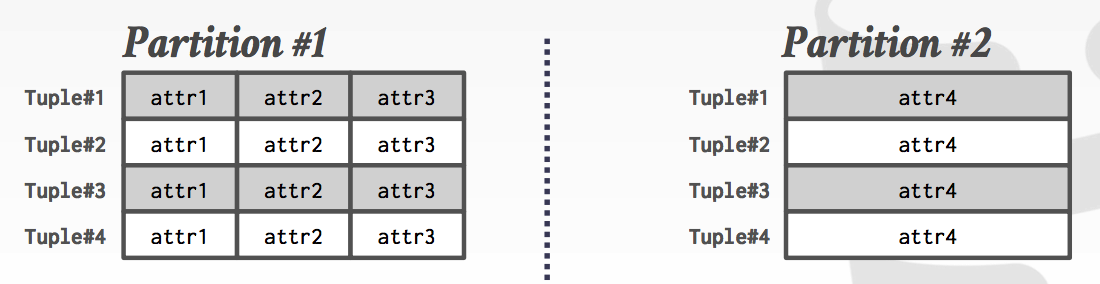 Partition #1
Tuple#1 attr1 attr2 attr3
Tuple#2 attr1 attr2 attr3
Tuple#3 attr1 attr2 attr3
Tuple#4 attr1 attr2 attr3
Partition #2
Tuple#1 attr4
Tuple#2 attr4
Tuple#3 attr4
Tuple#4 attr4